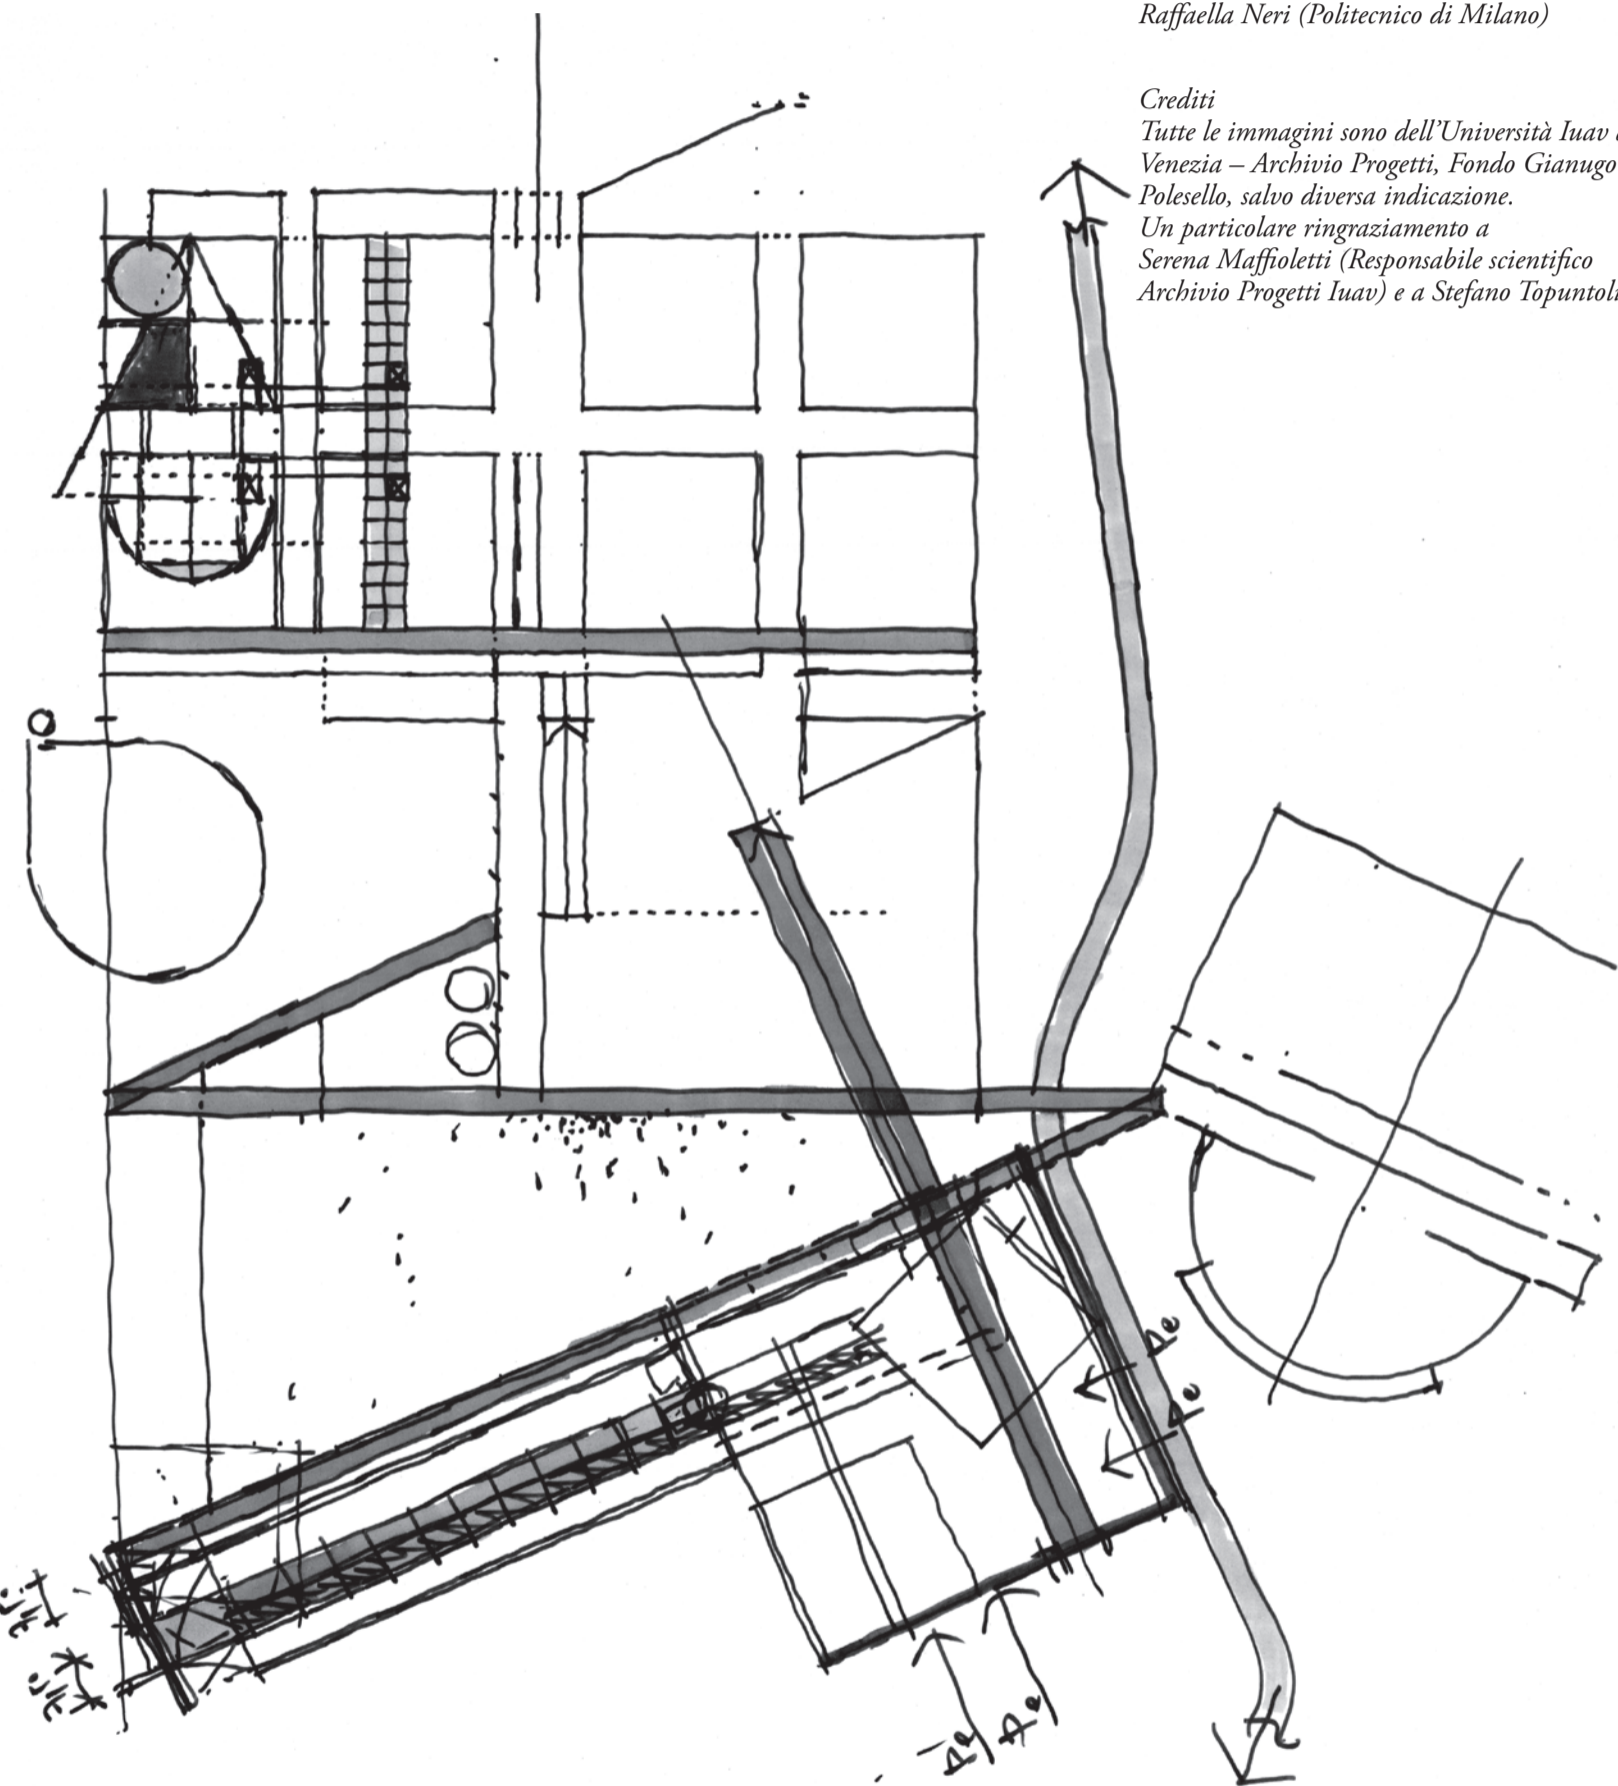 Raffaella Neri (Politecnico di Milano)
Crediti
Tutte le immagini sono dell’Università Iuav
Venezia – Archivio Progetti, Fondo Gianugo
Polesello, salvo diversa indicazione.
Un particolare ringraziamento a
Serena Maffioletti (Responsabile scientifico
Archivio Progetti Iuav) e a Stefano Topuntoli